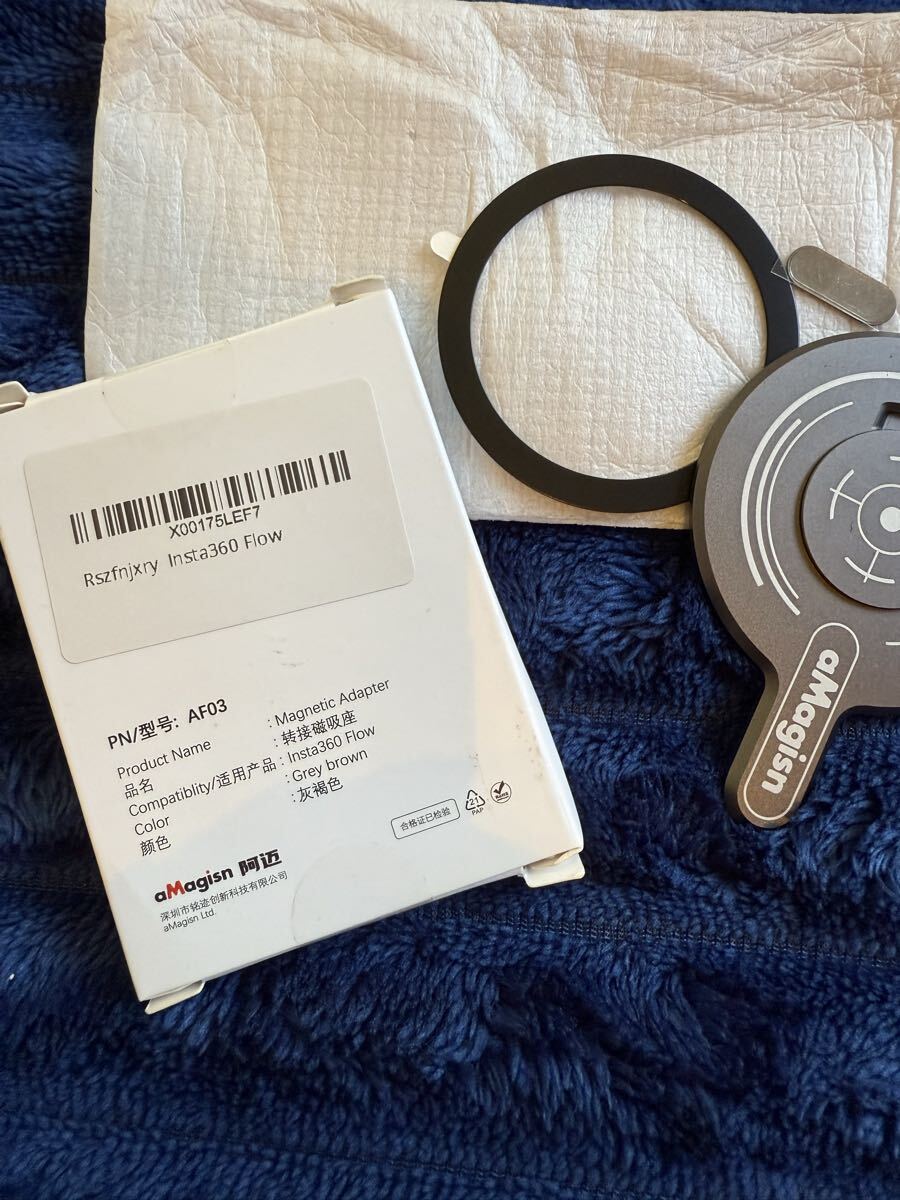 X00175LEF7
Rszfnjxry Insta360 Flow
PN/型号: AF03
Product Name : Magnetic Adapter
品名 : 转接磁吸座
Compatiblity/适用产品 : Insta360 Flow
Color : Grey brown
颜色 : 灰褐色
合格证已检验
21
PAP
RoHS
aMagisn 阿迈
深圳市铭迹创新科技有限公司
aMagisn Ltd.
aMagisn